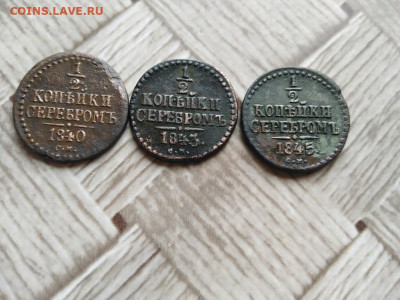 COINS.LAVE.RU
1
2
КОПѢЙКИ
СЕРЕБРОМЪ
1840
1
2
КОПѢЙКИ
СЕРЕБРОМЪ
1843.
1
2
КОПѢЙКИ
СЕРЕБРОМЪ
1845.